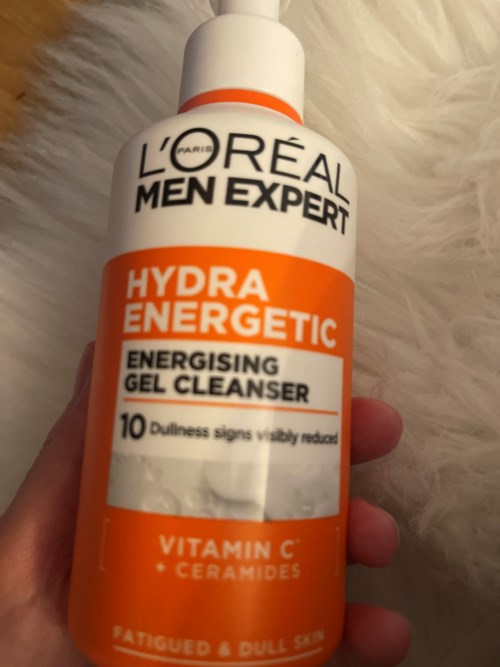 L'ORÉAL
PARIS
MEN EXPERT
HYDRA
ENERGETIC
ENERGISING
GEL CLEANSER
10 Dullness signs visibly reduced
VITAMIN C*
+ CERAMIDES
FATIGUED & DULL SKIN